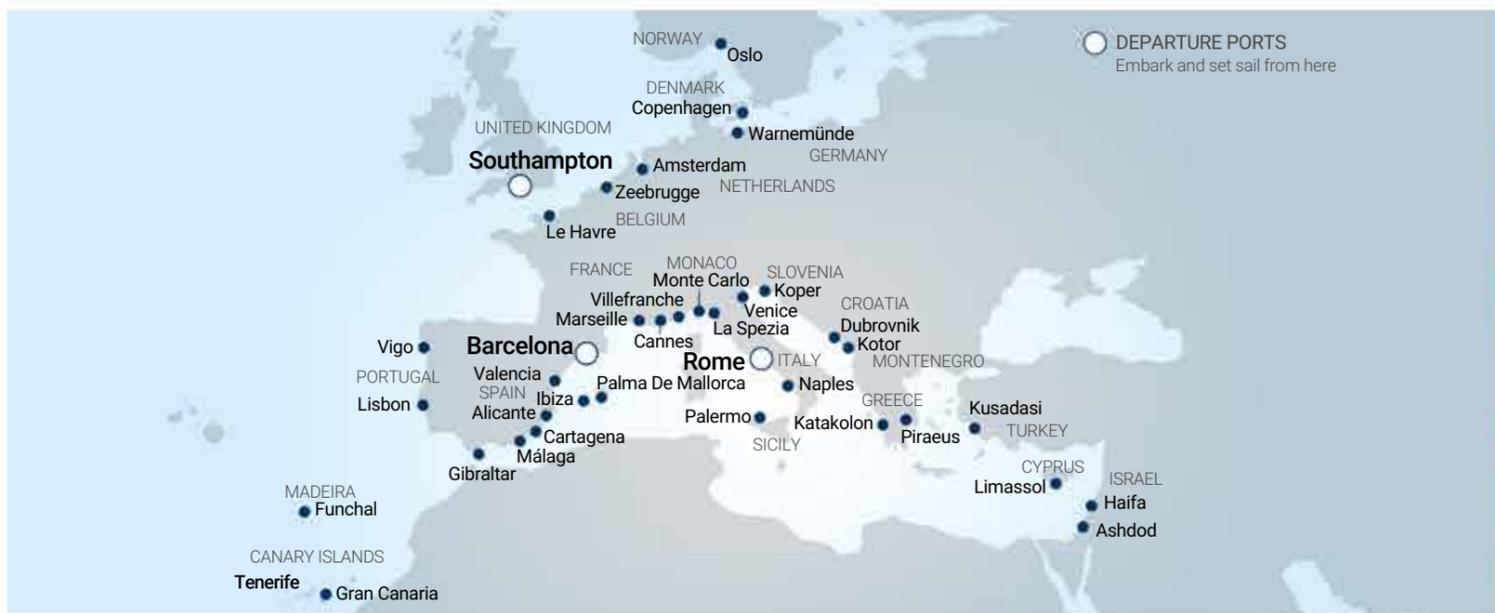 NORWAY
Oslo
DEPARTURE PORTS
Embark and set sail from here
DENMARK
Copenhagen
UNITED KINGDOM
Warnemünde
GERMANY
Southampton
Amsterdam
NETHERLANDS
Zeebrugge
BELGIUM
Le Havre
FRANCE
MONACO
Monte Carlo
SLOVENIA
Koper
Villefranche
Venice
CROATIA
Marseille
La Spezia
Dubrovnik
Cannes
Kotor
Vigo
Barcelona
Rome
ITALY
MONTENEGRO
PORTUGAL
Valencia
Palma De Mallorca
Naples
SPAIN
Ibiza
GREECE
Lisbon
Alicante
Palermo
Katakolon
Kusadasi
Cartagena
Piraeus
TURKEY
SICILY
Málaga
Gibraltar
CYPRUS
Limassol
ISRAEL
MADEIRA
Haifa
Funchal
Ashdod
CANARY ISLANDS
Tenerife
Gran Canaria